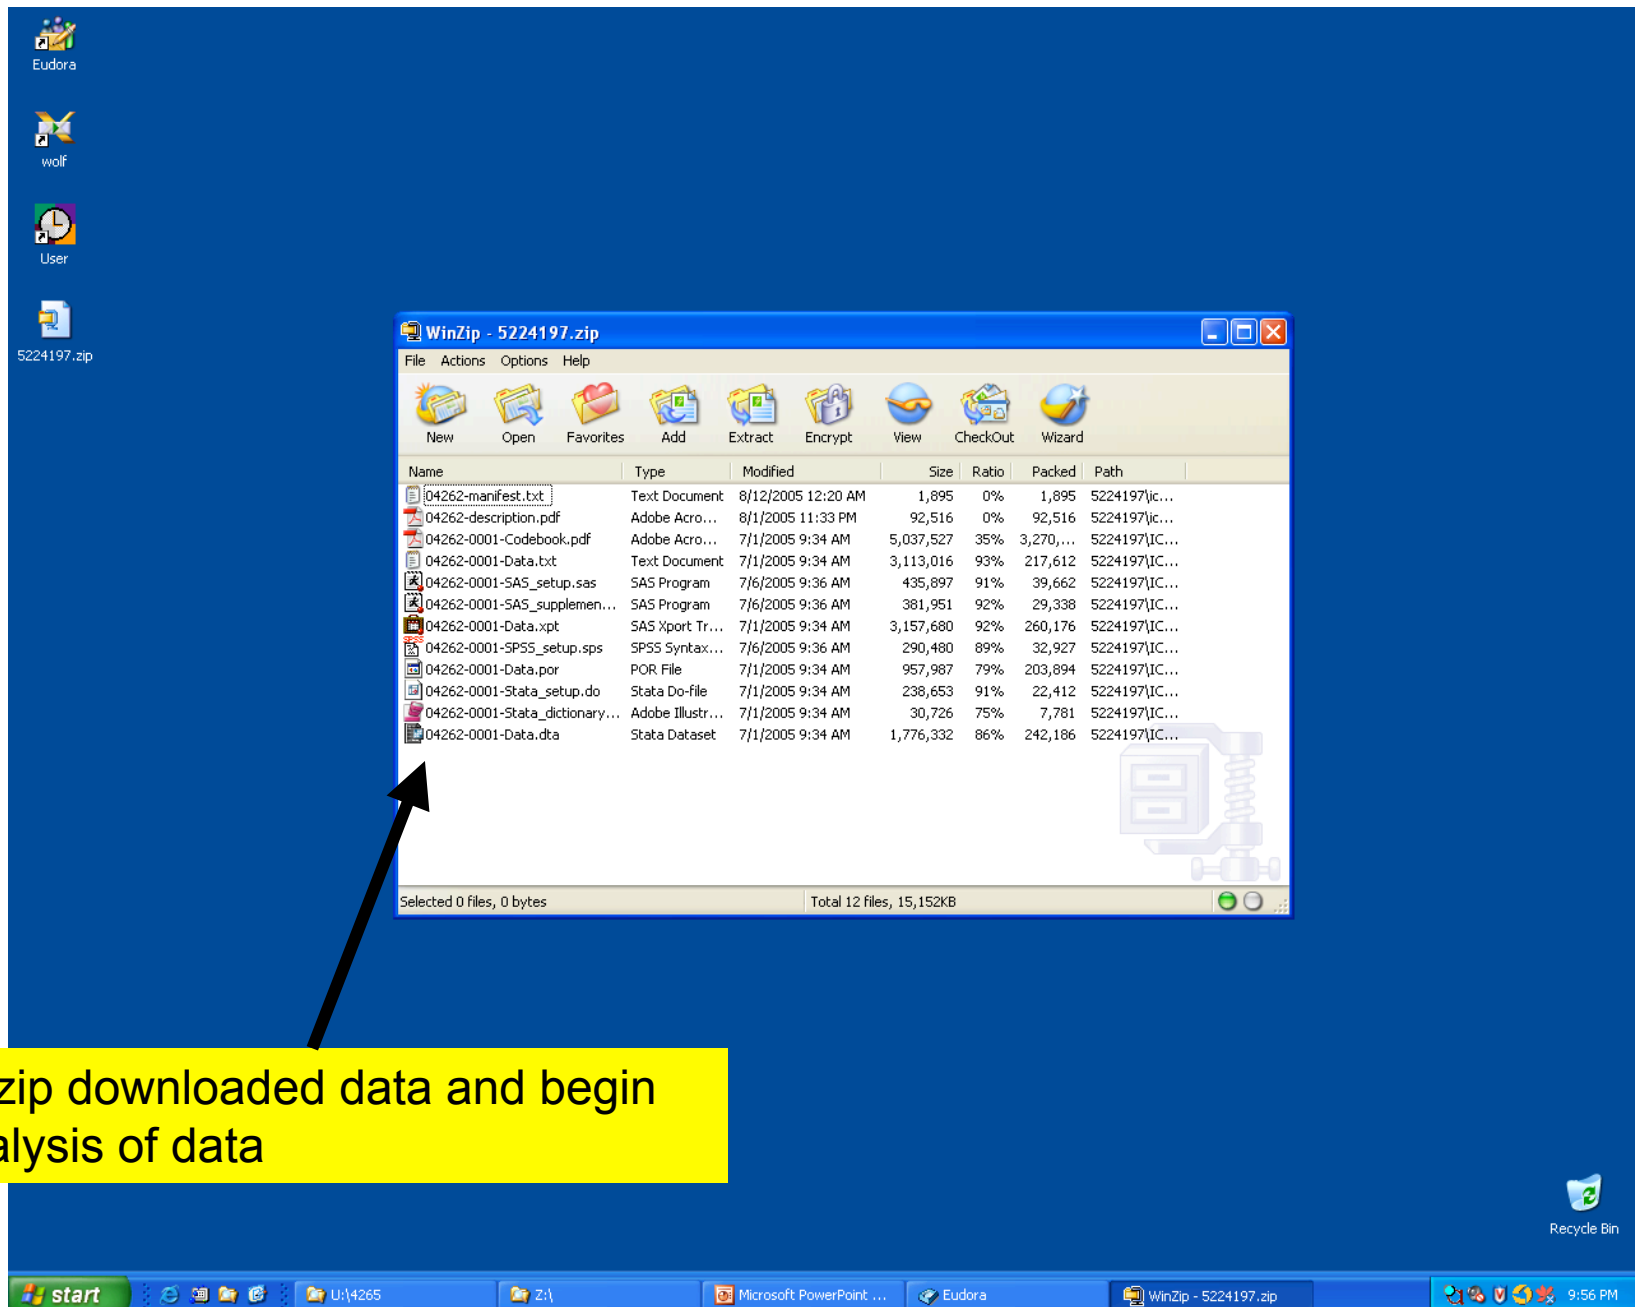 Eudora
wolf
User
5224197.zip
WinZip - 5224197.zip
File Actions Options Help
New Open Favorites Add Extract Encrypt View CheckOut Wizard
Name Type Modified Size Ratio Packed Path
04262-manifest.txt Text Document 8/12/2005 12:20 AM 1,895 0% 1,895 5224197\ic...
04262-description.pdf Adobe Acro... 8/1/2005 11:33 PM 92,516 0% 92,516 5224197\ic...
04262-0001-Codebook.pdf Adobe Acro... 7/1/2005 9:34 AM 5,037,527 35% 3,270,... 5224197\IC...
04262-0001-Data.txt Text Document 7/1/2005 9:34 AM 3,113,016 93% 217,612 5224197\IC...
04262-0001-SAS_setup.sas SAS Program 7/6/2005 9:36 AM 435,897 91% 39,662 5224197\IC...
04262-0001-SAS_supplemen... SAS Program 7/6/2005 9:36 AM 381,951 92% 29,338 5224197\IC...
04262-0001-Data.xpt SAS Xport Tr... 7/1/2005 9:34 AM 3,157,680 92% 260,176 5224197\IC...
04262-0001-SPSS_setup.sps SPSS Syntax... 7/6/2005 9:36 AM 290,480 89% 32,927 5224197\IC...
04262-0001-Data.por POR File 7/1/2005 9:34 AM 957,987 79% 203,894 5224197\IC...
04262-0001-Stata_setup.do Stata Do-file 7/1/2005 9:34 AM 238,653 91% 22,412 5224197\IC...
04262-0001-Stata_dictionary... Adobe Illustr... 7/1/2005 9:34 AM 30,726 75% 7,781 5224197\IC...
04262-0001-Data.dta Stata Dataset 7/1/2005 9:34 AM 1,776,332 86% 242,186 5224197\IC...
Selected 0 files, 0 bytes Total 12 files, 15,152KB
zip downloaded data and begin
alysis of data
Recycle Bin
start U:\4265 Z:\ Microsoft PowerPoint ... Eudora WinZip - 5224197.zip 9:56 PM